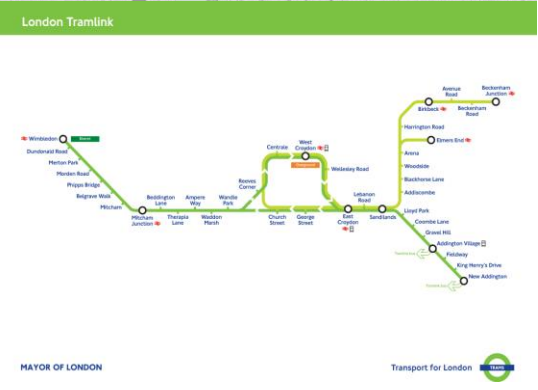 London Tramlink
Wimbledon
Dundonald Road
Merton Park
Morden Road
Phipps Bridge
Belgrave Walk
Mitcham
Mitcham
Junction
Beddington
Lane
Therapia
Lane
Ampere
Way
Waddon
Marsh
Wandle
Park
Reeves
Corner
Centrale
West
Croydon
Wellesley Road
Church
Street
George
Street
East
Croydon
Lebanon
Road
Sandilands
Avenue
Road
Beckenham
Junction
Birkbeck
Beckenham
Road
Harrington Road
Elmers End
Arena
Woodside
Blackhorse Lane
Addiscombe
Lloyd Park
Coombe Lane
Gravel Hill
Addington Village
Fieldway
King Henry's Drive
New Addington
MAYOR OF LONDON
Transport for London
TRAMS